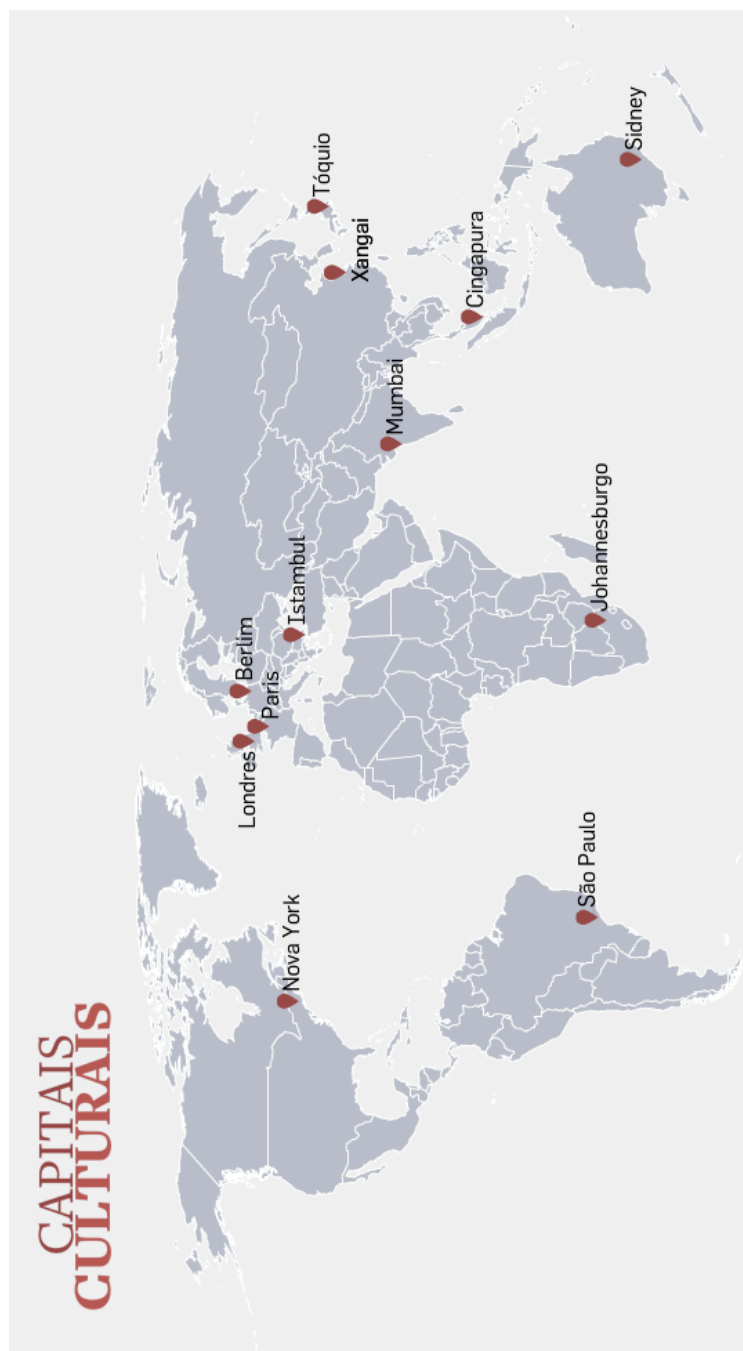 CAPITAIS
CULTURAIS
Londres
Berlim
Paris
Istambul
Nova York
Tóquio
Xangai
Mumbai
Cingapura
São Paulo
Johannesburgo
Sidney